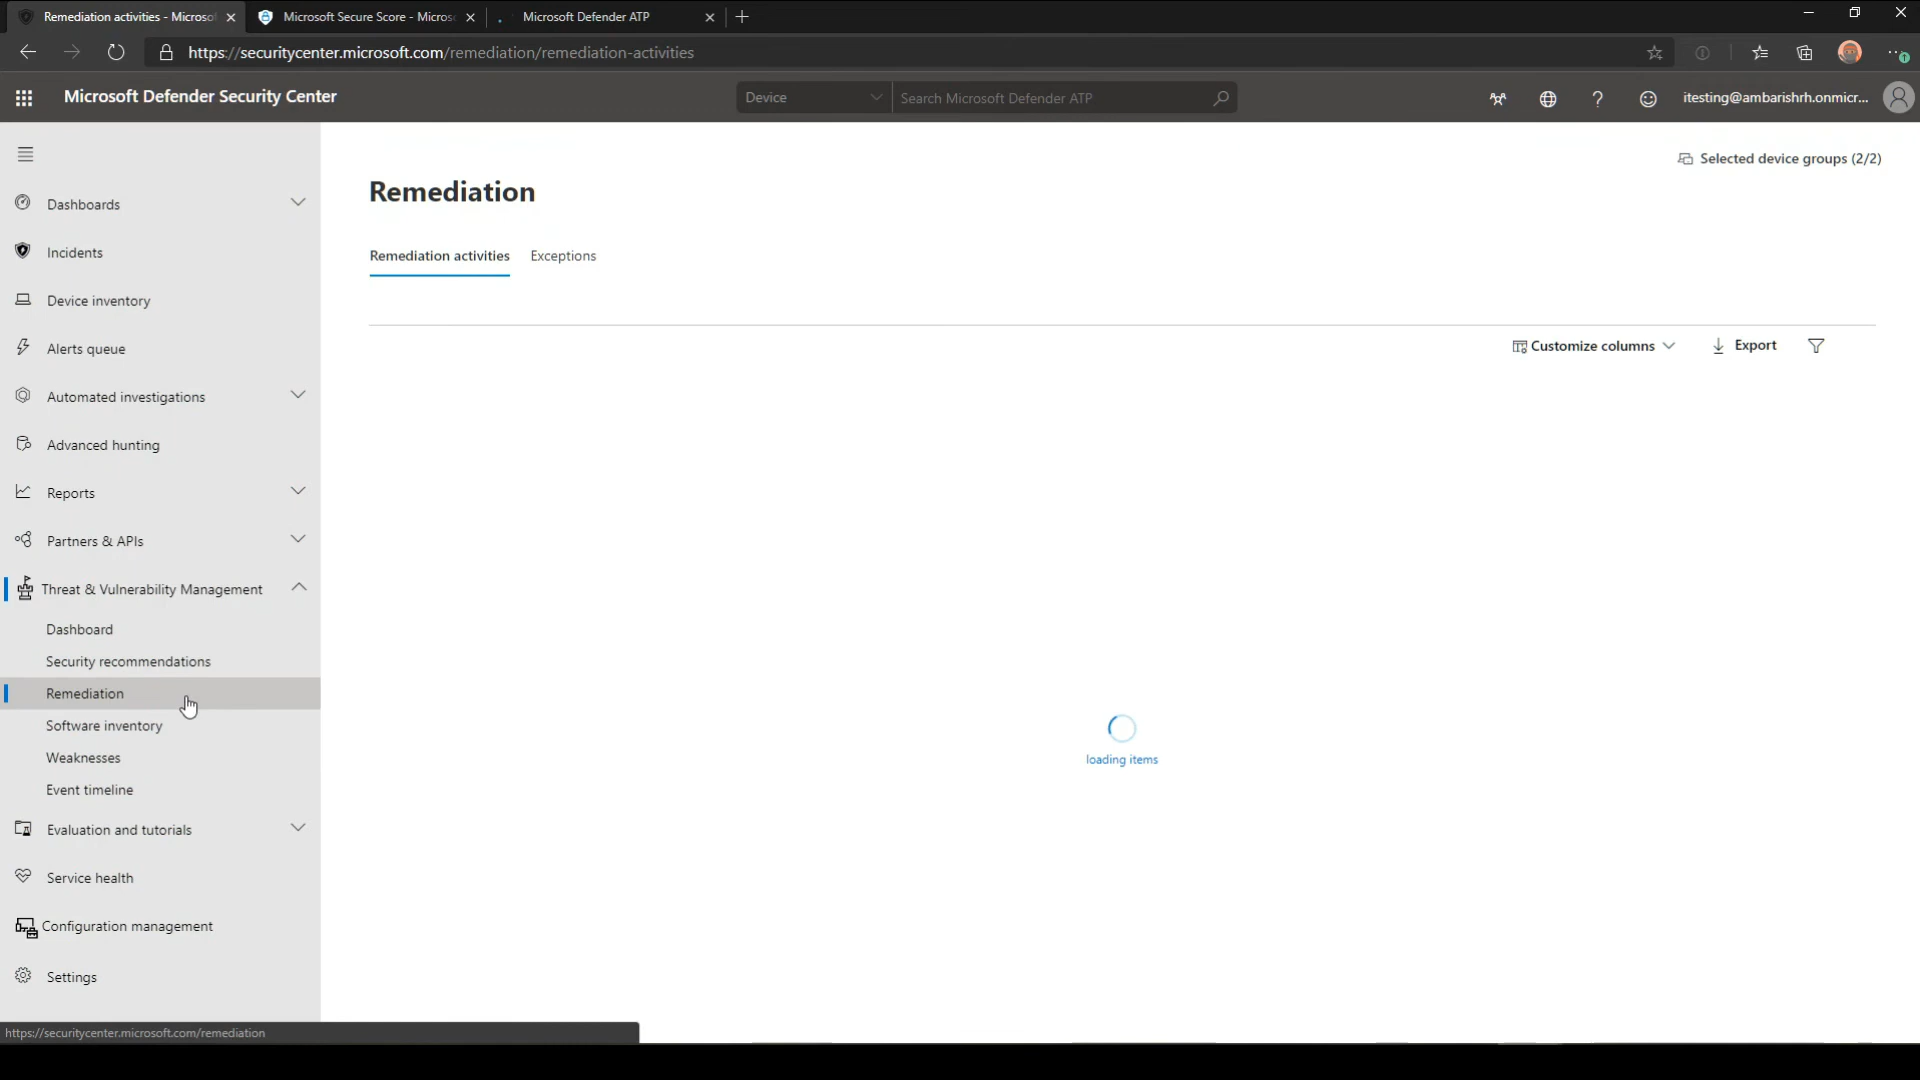 Remediation activities - Microso
Microsoft Secure Score - Micros
Microsoft Defender ATP
https://securitycenter.microsoft.com/remediation/remediation-activities
Microsoft Defender Security Center
Device
Search Microsoft Defender ATP
itesting@ambarishrh.onmicr...
Selected device groups (2/2)
Remediation
Remediation activities
Exceptions
Customize columns
Export
loading items
Dashboards
Incidents
Device inventory
Alerts queue
Automated investigations
Advanced hunting
Reports
Partners & APIs
Threat & Vulnerability Management
Dashboard
Security recommendations
Remediation
Software inventory
Weaknesses
Event timeline
Evaluation and tutorials
Service health
Configuration management
Settings
https://securitycenter.microsoft.com/remediation